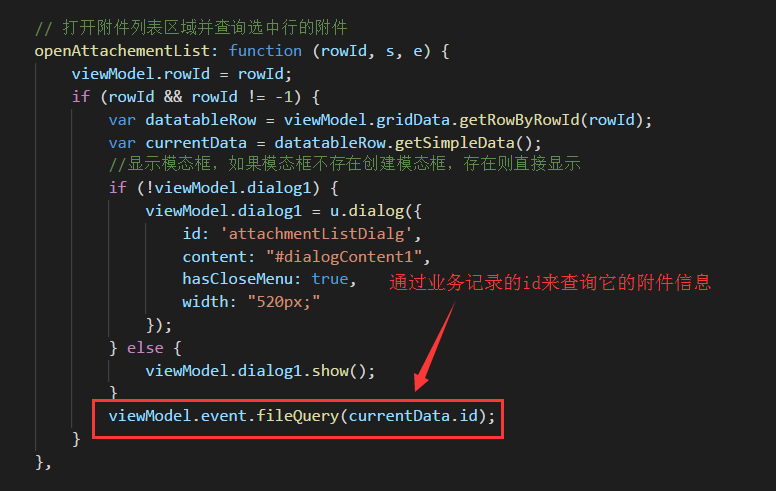 // 打开附件列表区域并查询选中行的附件
openAttachementList: function (rowId, s, e) {
viewModel.rowId = rowId;
if (rowId && rowId != -1) {
var datatableRow = viewModel.gridData.getRowByRowId(rowId);
var currentData = datatableRow.getSimpleData();
//显示模态框，如果模态框不存在创建模态框，存在则直接显示
if (!viewModel.dialog1) {
viewModel.dialog1 = u.dialog({
id: 'attachmentListDialg',
content: "#dialogContent1",
hasCloseMenu: true,
通过业务记录的id来查询它的附件信息
width: "520px;"
});
} else {
viewModel.dialog1.show();
}
viewModel.event.fileQuery(currentData.id);
}
},